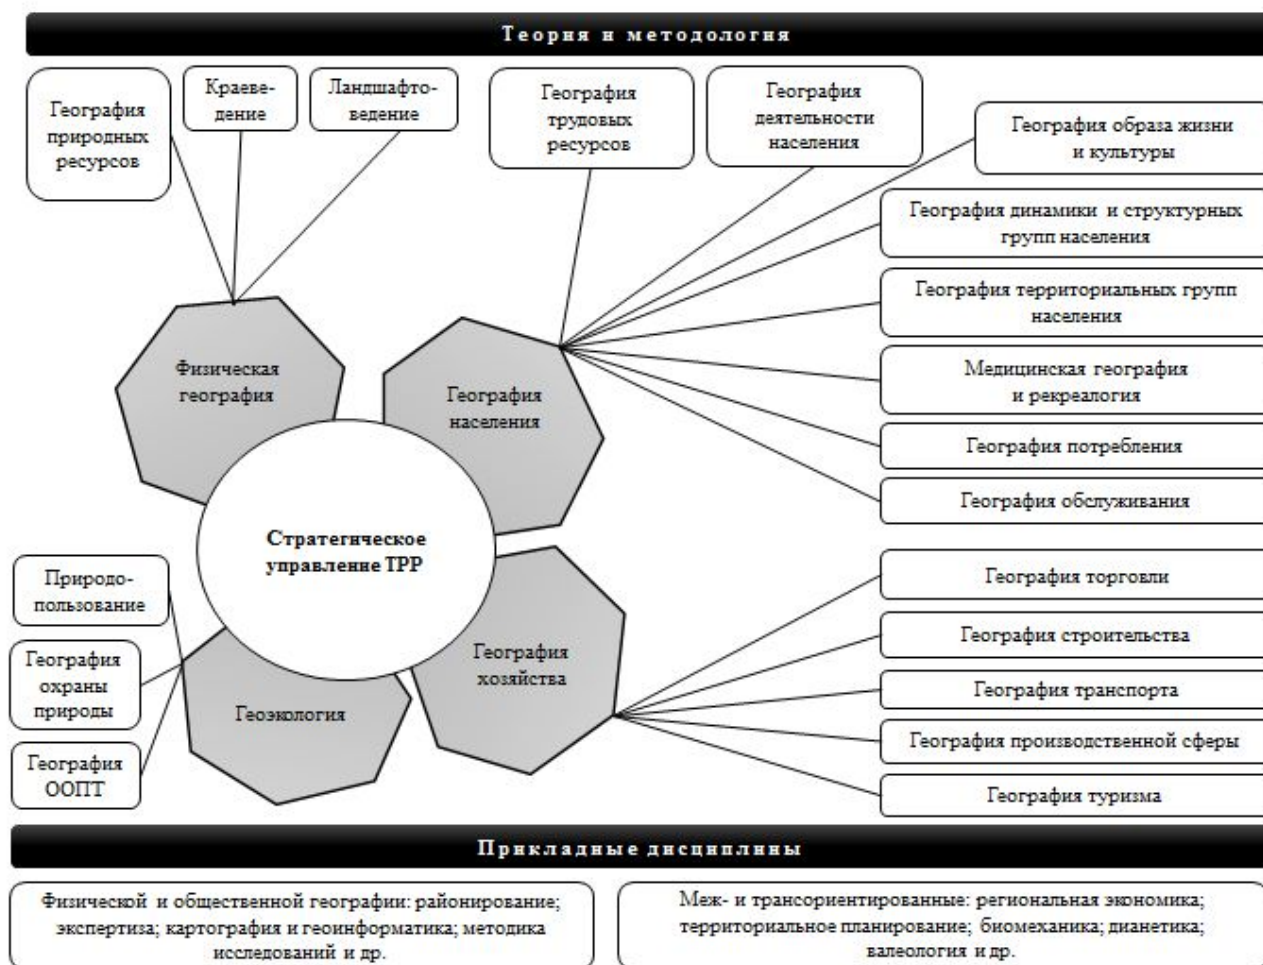 Теория и методология
География
природных
ресурсов
Краеве-
дение
Ландшафто-
ведение
География
трудовых
ресурсов
География
деятельности
населения
География образа жизни
и культуры
География динамики и структурных
групп населения
География территориальных групп
населения
Медицинская география
и рекреалогия
География потребления
География обслуживания
Физическая
география
География
населения
Стратегическое
управление ТРР
Природо-
пользование
География
охраны
природы
География
ООПТ
Геоэкология
География
хозяйства
География торговли
География строительства
География транспорта
География производственной сферы
География туризма
Прикладные дисциплины
Физической и общественной географии: районирование;
экспертиза; картография и геоинформатика; методика
исследований и др.
Меж- и трансориентированные: региональная экономика;
территориальное планирование; биомеханика; дианетика;
валеология и др.